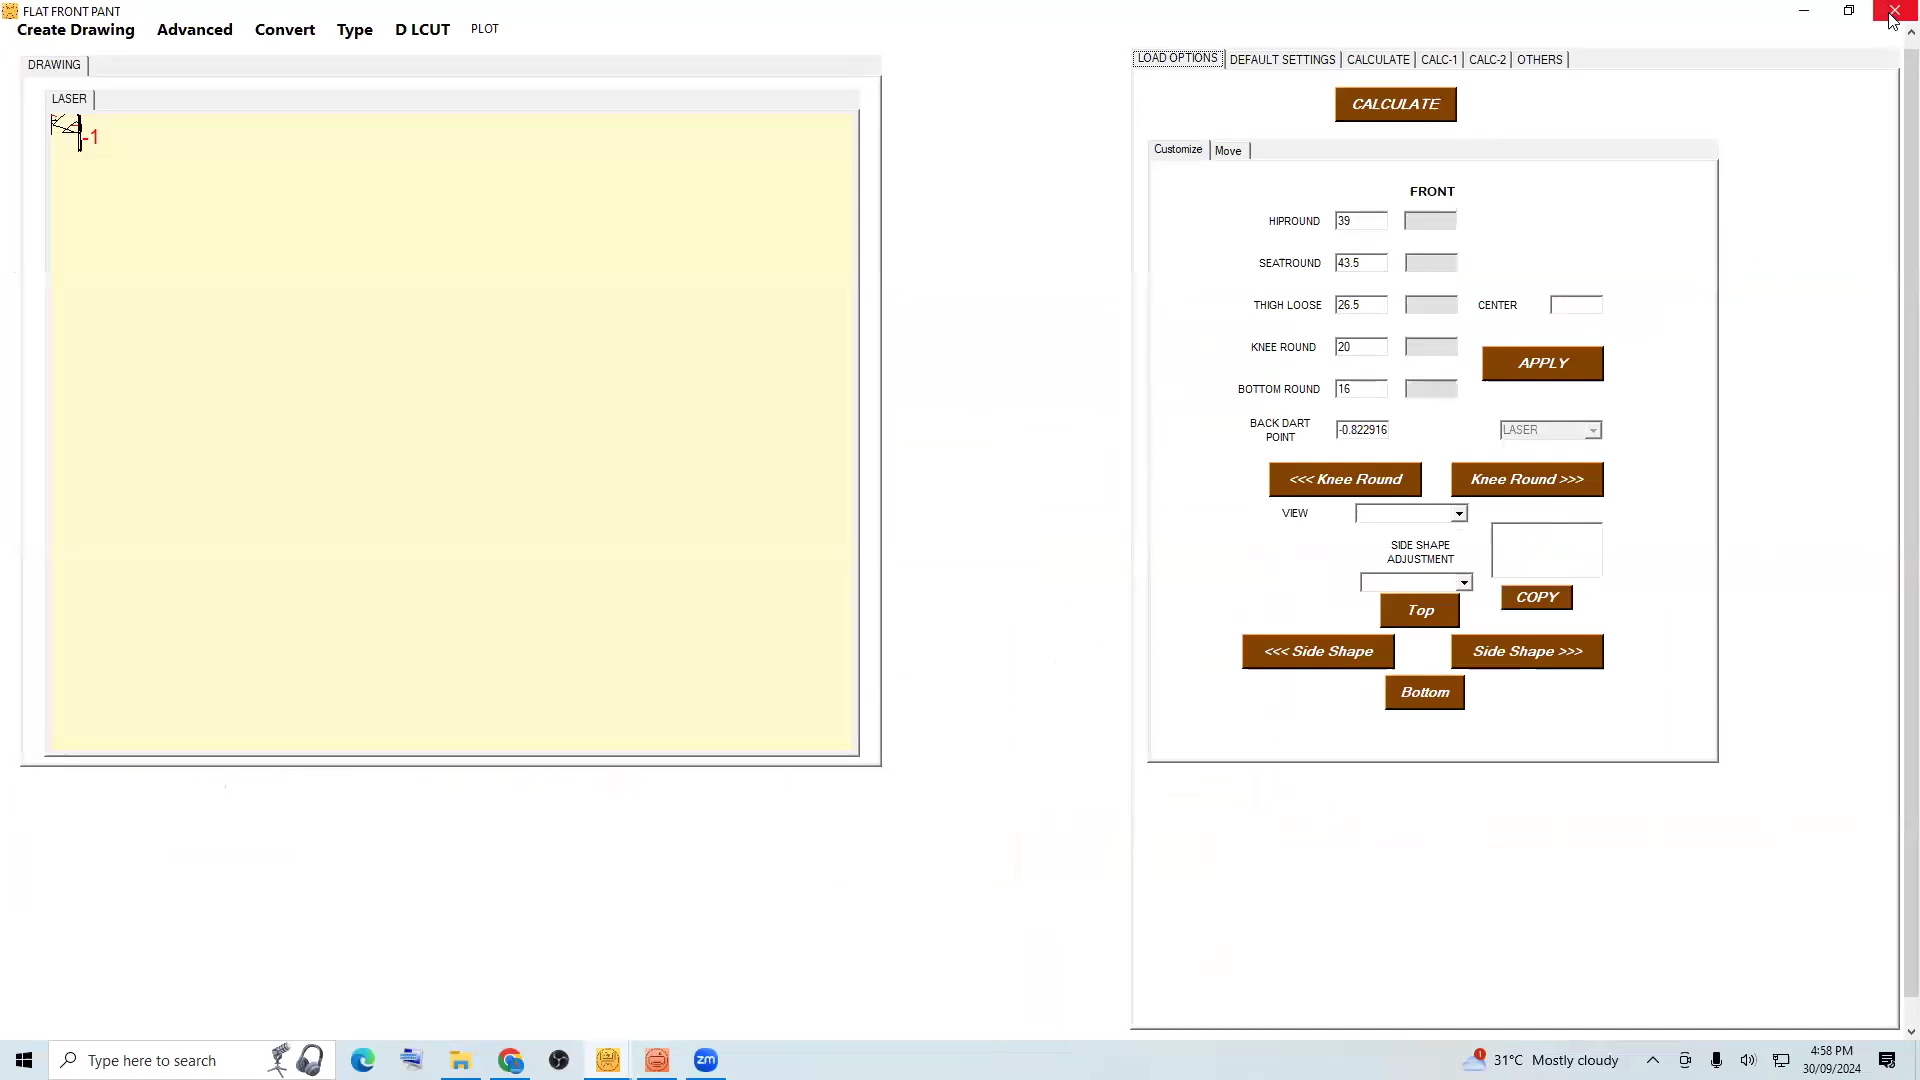 FLAT FRONT PANT
Create Drawing Advanced Convert Type D LCUT PLOT
DRAWING
LASER
-1
LOAD OPTIONS DEFAULT SETTINGS CALCULATE CALC-1 CALC-2 OTHERS
CALCULATE
Customize Move
FRONT
HIPROUND 39
SEATROUND 43.5
THIGH LOOSE 26.5 CENTER
KNEE ROUND 20
APPLY
BOTTOM ROUND 16
BACK DART
POINT -0.822916 LASER
<<< Knee Round Knee Round >>>
VIEW
SIDE SHAPE
ADJUSTMENT
COPY
Top
<<< Side Shape Side Shape >>>
Bottom
Type here to search
zm
1
31°C Mostly cloudy
4:58 PM
30/09/2024